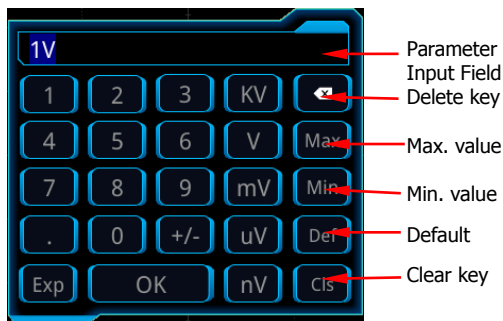 1V
Parameter
Input Field
1 2 3 KV
Delete key
4 5 6 V Max
Max. value
7 8 9 mV Min
Min. value
. 0 +/- uV Def
Default
Exp OK nV Cls
Clear key